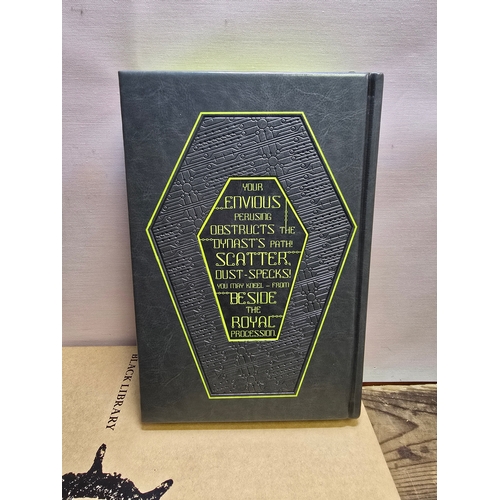 YOUR
ENVIOUS
PERUSING
OBSTRUCTS THE
DYNAST'S PATH!
SCATTER,
DUST-SPECKS!
YOU MAY KNEEL – FROM
BESIDE
THE
ROYAL
PROCESSION.
BLACK LIBRARY